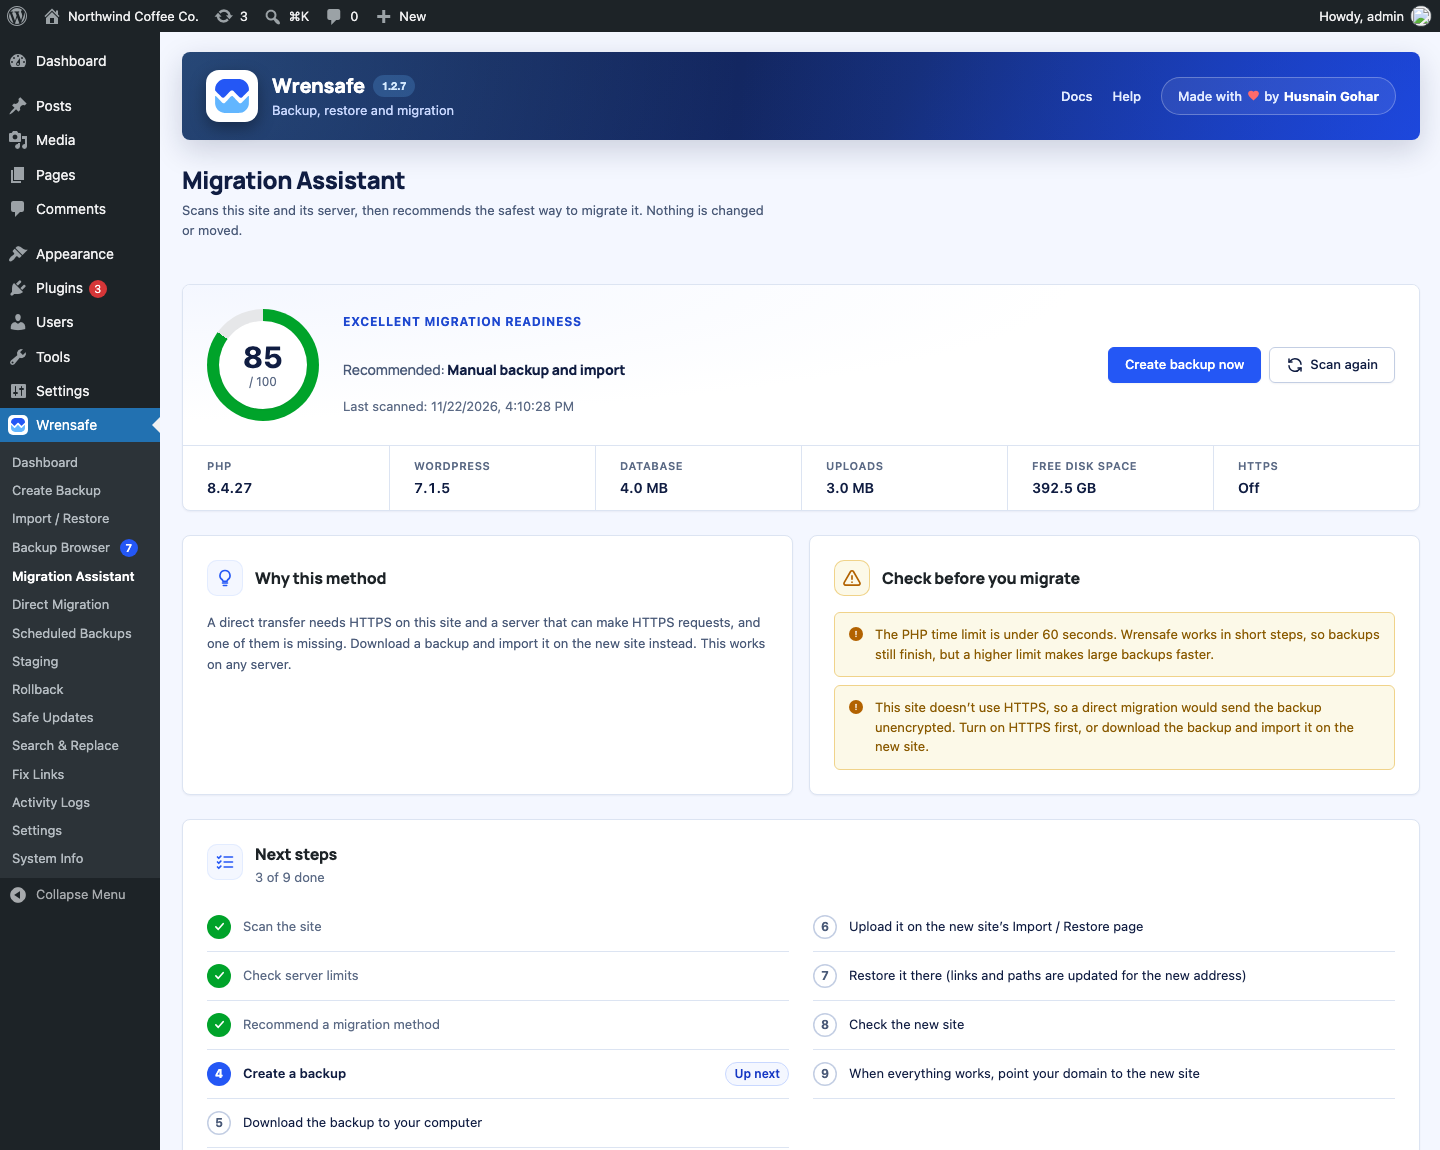 Northwind Coffee Co.
3
⌘K
0
New
Howdy, admin
Dashboard
Posts
Media
Pages
Comments
Appearance
Plugins 3
Users
Tools
Settings
Wrensafe
Dashboard
Create Backup
Import / Restore
Backup Browser 7
Migration Assistant
Direct Migration
Scheduled Backups
Staging
Rollback
Safe Updates
Search & Replace
Fix Links
Activity Logs
Settings
System Info
Collapse Menu
Wrensafe 1.2.7
Backup, restore and migration
Docs
Help
Made with ♥ by Husnain Gohar
Migration Assistant
Scans this site and its server, then recommends the safest way to migrate it. Nothing is changed
or moved.
85
/ 100
EXCELLENT MIGRATION READINESS
Recommended: Manual backup and import
Last scanned: 11/22/2026, 4:10:28 PM
Create backup now
Scan again
PHP
8.4.27
WORDPRESS
7.1.5
DATABASE
4.0 MB
UPLOADS
3.0 MB
FREE DISK SPACE
392.5 GB
HTTPS
Off
Why this method
A direct transfer needs HTTPS on this site and a server that can make HTTPS requests, and
one of them is missing. Download a backup and import it on the new site instead. This works
on any server.
Check before you migrate
The PHP time limit is under 60 seconds. Wrensafe works in short steps, so backups
still finish, but a higher limit makes large backups faster.
This site doesn’t use HTTPS, so a direct migration would send the backup
unencrypted. Turn on HTTPS first, or download the backup and import it on the
new site.
Next steps
3 of 9 done
Scan the site
Check server limits
Recommend a migration method
4 Create a backup Up next
5 Download the backup to your computer
6 Upload it on the new site’s Import / Restore page
7 Restore it there (links and paths are updated for the new address)
8 Check the new site
9 When everything works, point your domain to the new site